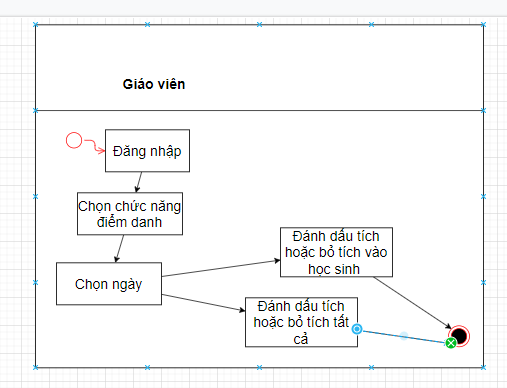 Giáo viên
Đăng nhập
Chọn chức năng
điểm danh
Chọn ngày
Đánh dấu tích
hoặc bỏ tích vào
học sinh
Đánh dấu tích
hoặc bỏ tích tất
cả